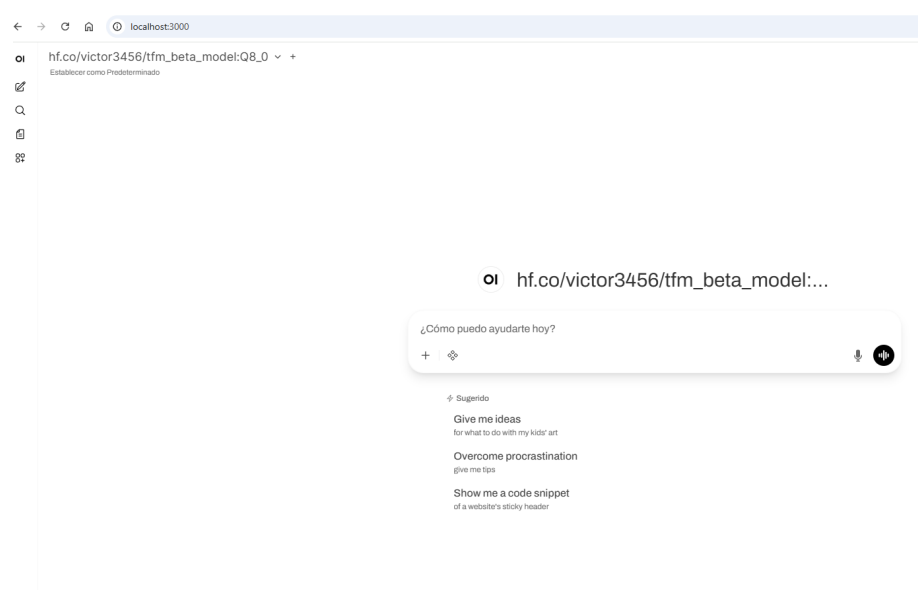 localhost:3000
OI
hf.co/victor3456/tfm_beta_model:Q8_0
Establecer como Predeterminado
OI hf.co/victor3456/tfm_beta_model:...
¿Cómo puedo ayudarte hoy?
Sugerido
Give me ideas
for what to do with my kids' art
Overcome procrastination
give me tips
Show me a code snippet
of a website's sticky header